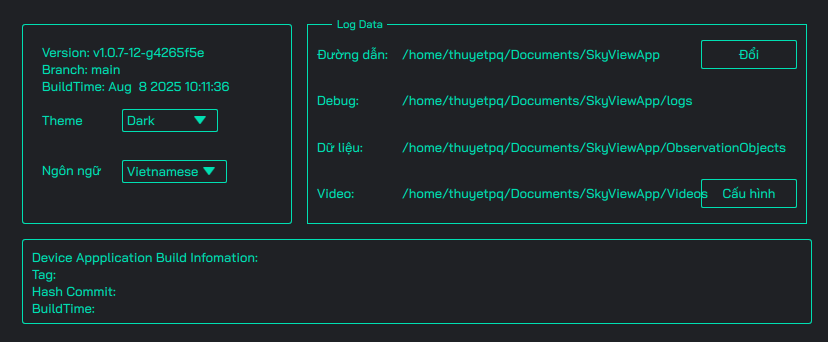 Version: v1.0.7-12-g4265f5e
Branch: main
BuildTime: Aug  8 2025 10:11:36
Theme Dark
Ngôn ngữ Vietnamese
Log Data
Đường dẫn: /home/thuyetpq/Documents/SkyViewApp Đổi
Debug: /home/thuyetpq/Documents/SkyViewApp/logs
Dữ liệu: /home/thuyetpq/Documents/SkyViewApp/ObservationObjects
Video: /home/thuyetpq/Documents/SkyViewApp/Videos Cấu hình
Device Appplication Build Infomation:
Tag:
Hash Commit:
BuildTime: